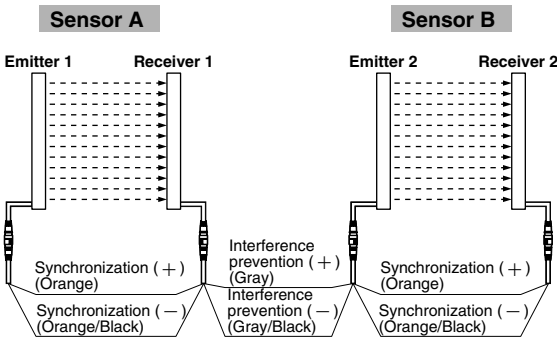 Sensor A
Sensor B
Emitter 1
Receiver 1
Emitter 2
Receiver 2
Synchronization (+)
(Orange)
Interference
prevention (+)
(Gray)
Synchronization (+)
(Orange)
Synchronization (−)
(Orange/Black)
Interference
prevention (−)
(Gray/Black)
Synchronization (−)
(Orange/Black)